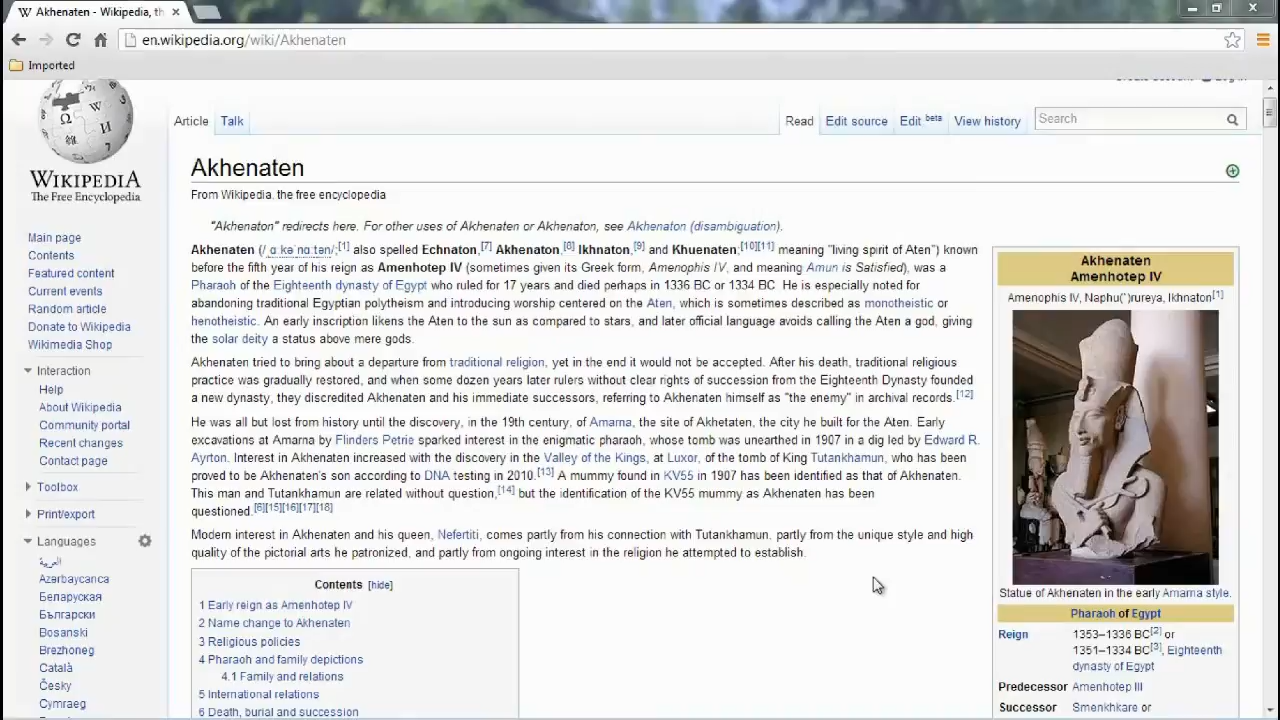 Akhenaten - Wikipedia, th
en.wikipedia.org/wiki/Akhenaten
Imported
WIKIPEDIA
The Free Encyclopedia
Main page
Contents
Featured content
Current events
Random article
Donate to Wikipedia
Wikimedia Shop
Interaction
Help
About Wikipedia
Community portal
Recent changes
Contact page
Toolbox
Print/export
Languages
العربية
Azərbaycanca
Беларуская
Български
Bosanski
Brezhoneg
Català
Česky
Cymraeg
Article Talk Read Edit source Edit beta View history Search
Akhenaten
From Wikipedia, the free encyclopedia
"Akhenaton" redirects here. For other uses of Akhenaten or Akhenaton, see Akhenaton (disambiguation).
Akhenaten (/ˌɑːkəˈnɑːtən/;[1] also spelled Echnaton,[7] Akhenaton,[8] Ikhnaton,[9] and Khuenaten;[10][11] meaning "living spirit of Aten") known
before the fifth year of his reign as Amenhotep IV (sometimes given its Greek form, Amenophis IV, and meaning Amun is Satisfied), was a
Pharaoh of the Eighteenth dynasty of Egypt who ruled for 17 years and died perhaps in 1336 BC or 1334 BC. He is especially noted for
abandoning traditional Egyptian polytheism and introducing worship centered on the Aten, which is sometimes described as monotheistic or
henotheistic. An early inscription likens the Aten to the sun as compared to stars, and later official language avoids calling the Aten a god, giving
the solar deity a status above mere gods.
Akhenaten tried to bring about a departure from traditional religion, yet in the end it would not be accepted. After his death, traditional religious
practice was gradually restored, and when some dozen years later rulers without clear rights of succession from the Eighteenth Dynasty founded
a new dynasty, they discredited Akhenaten and his immediate successors, referring to Akhenaten himself as "the enemy" in archival records.[12]
He was all but lost from history until the discovery, in the 19th century, of Amarna, the site of Akhetaten, the city he built for the Aten. Early
excavations at Amarna by Flinders Petrie sparked interest in the enigmatic pharaoh, whose tomb was unearthed in 1907 in a dig led by Edward R.
Ayrton. Interest in Akhenaten increased with the discovery in the Valley of the Kings, at Luxor, of the tomb of King Tutankhamun, who has been
proved to be Akhenaten's son according to DNA testing in 2010.[13] A mummy found in KV55 in 1907 has been identified as that of Akhenaten.
This man and Tutankhamun are related without question,[14] but the identification of the KV55 mummy as Akhenaten has been
questioned.[6][15][16][17][18]
Modern interest in Akhenaten and his queen, Nefertiti, comes partly from his connection with Tutankhamun, partly from the unique style and high
quality of the pictorial arts he patronized, and partly from ongoing interest in the religion he attempted to establish.
Contents [hide]
1 Early reign as Amenhotep IV
2 Name change to Akhenaten
3 Religious policies
4 Pharaoh and family depictions
4.1 Family and relations
5 International relations
6 Death, burial and succession
Akhenaten
Amenhotep IV
Amenophis IV, Naphu(')rureya, Ikhnaton[1]
Statue of Akhenaten in the early Amarna style.
Pharaoh of Egypt
Reign 1353–1336 BC[2] or
1351–1334 BC[3], Eighteenth
dynasty of Egypt
Predecessor Amenhotep III
Successor Smenkhkare or